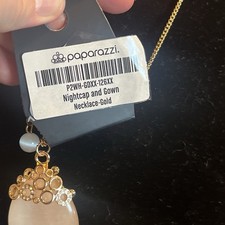 paparazzi.
P2WH-GDXX-126XX
Nightcap and Gown
Necklace-Gold